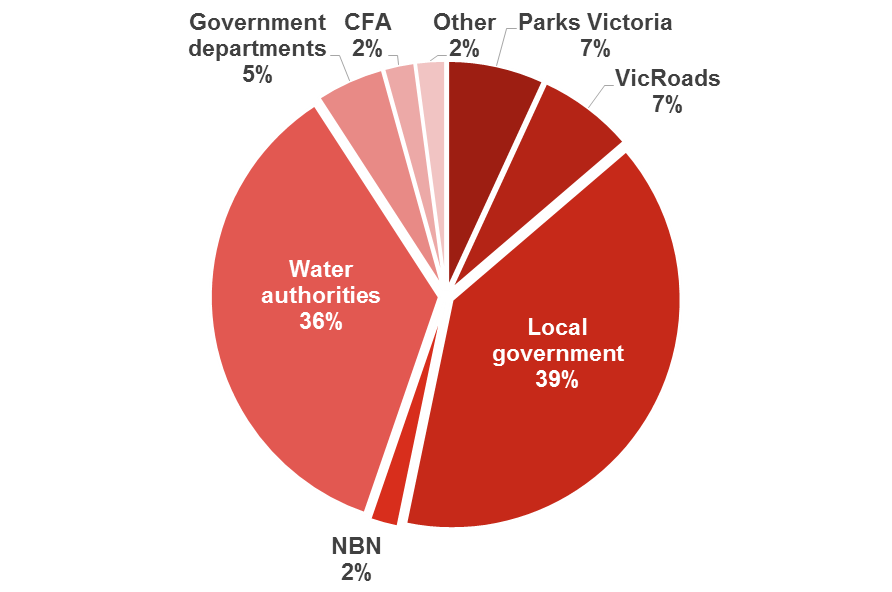 Government
departments
5%
CFA
2%
Other
2%
Parks Victoria
7%
VicRoads
7%
Water
authorities
36%
Local
government
39%
NBN
2%